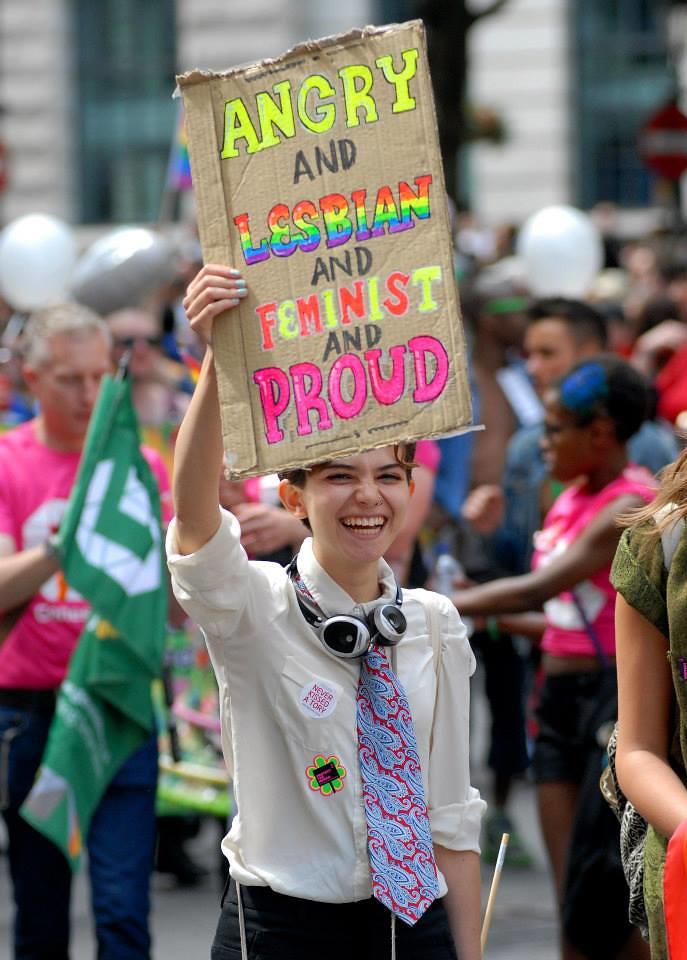 ANGRY
AND
LESBIAN
AND
FEMINIST
AND
PROUD
NEVER
KISSED
A TORY